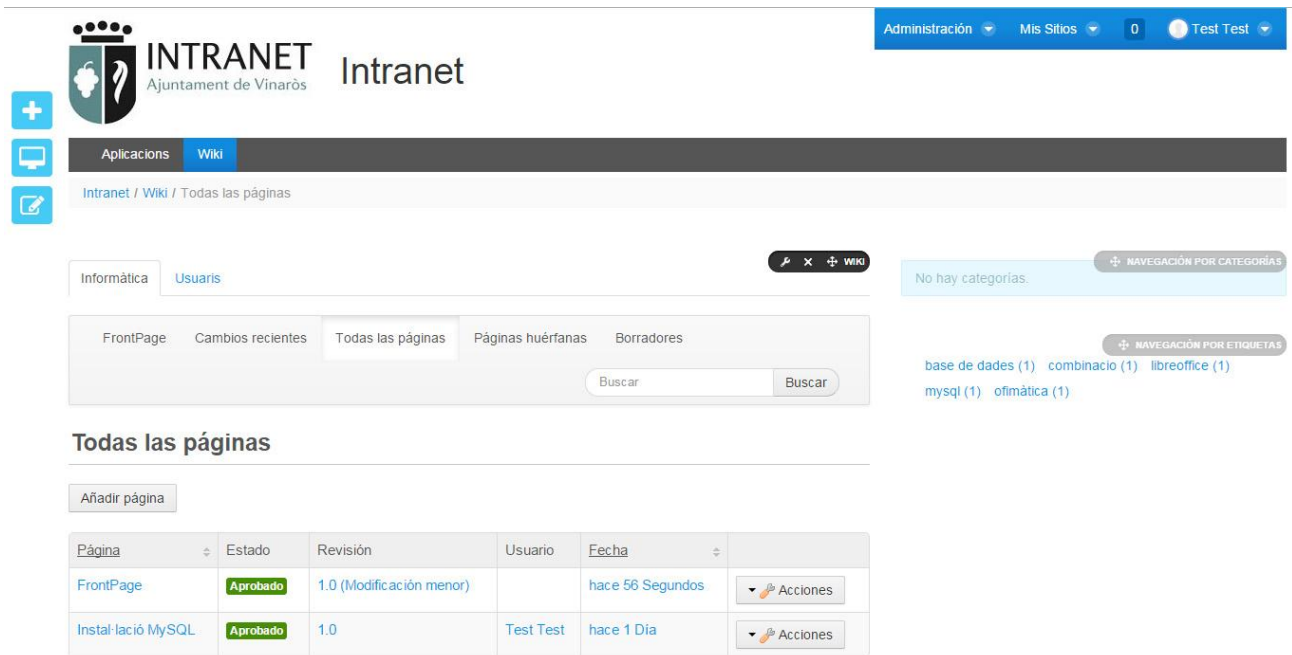 INTRANET
Ajuntament de Vinaròs
Intranet
Administración Mis Sitios 0 Test Test
Aplicacions Wiki
Intranet / Wiki / Todas las páginas
Informàtica Usuaris
WIKI
FrontPage Cambios recientes Todas las páginas Páginas huérfanas Borradores
Buscar Buscar
Todas las páginas
Añadir página
Página Estado Revisión Usuario Fecha
FrontPage Aprobado 1.0 (Modificación menor) hace 56 Segundos Acciones
Instal·lació MySQL Aprobado 1.0 Test Test hace 1 Día Acciones
NAVEGACIÓN POR CATEGORÍAS
No hay categorías.
NAVEGACIÓN POR ETIQUETAS
base de dades (1) combinacio (1) libreoffice (1)
mysql (1) ofimàtica (1)